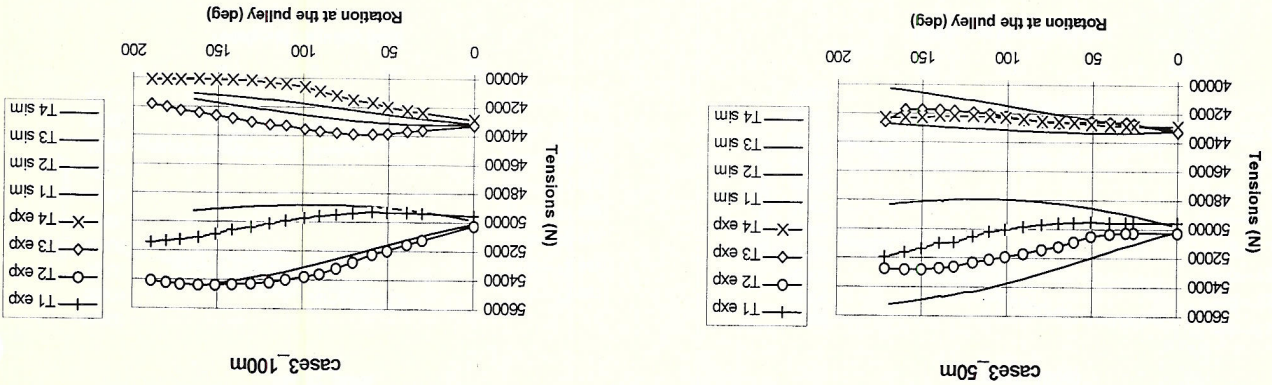 case3_50m
Tensions (N)
56000
54000
52000
50000
48000
46000
44000
42000
40000
0 50 100 150 200
Rotation at the pulley (deg)
T1 exp
T2 exp
T3 exp
T4 exp
T1 sim
T2 sim
T3 sim
T4 sim
case3_100m
Tensions (N)
56000
54000
52000
50000
48000
46000
44000
42000
40000
0 50 100 150 200
Rotation at the pulley (deg)
T1 exp
T2 exp
T3 exp
T4 exp
T1 sim
T2 sim
T3 sim
T4 sim